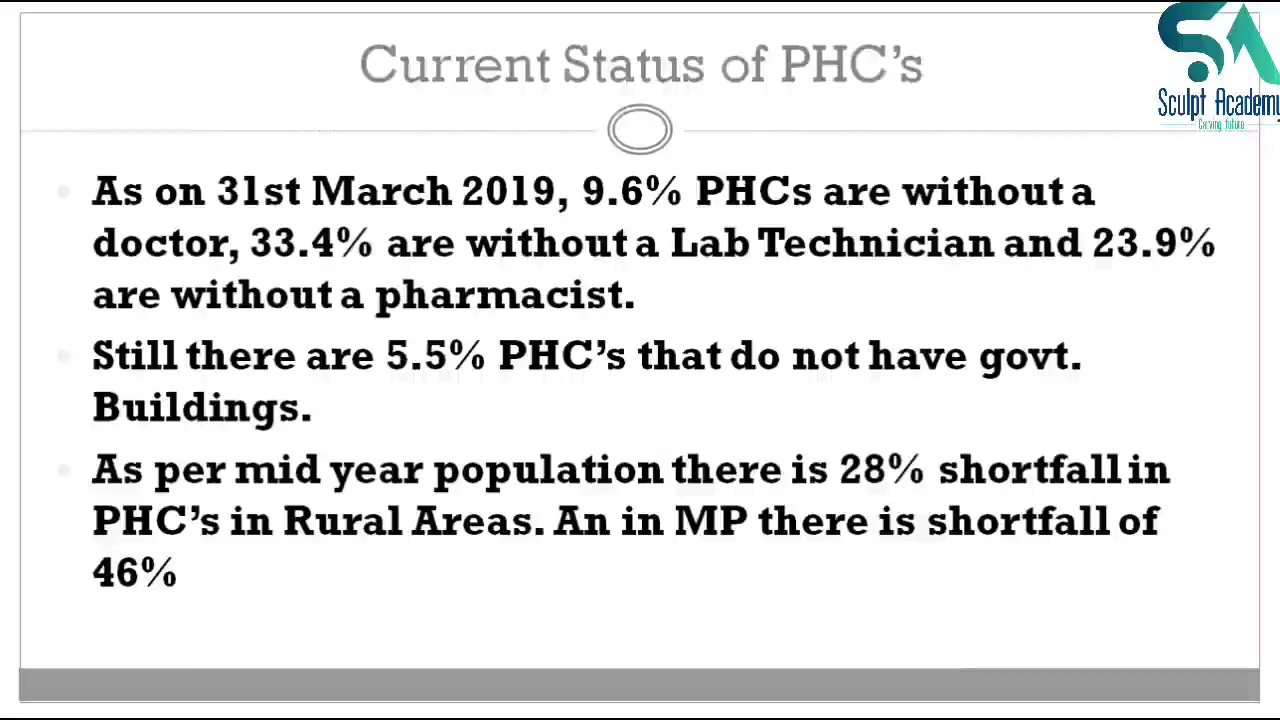 Current Status of PHC's
Sculpt Academy
Carving future
As on 31st March 2019, 9.6% PHCs are without a
doctor, 33.4% are without a Lab Technician and 23.9%
are without a pharmacist.
Still there are 5.5% PHC's that do not have govt.
Buildings.
As per mid year population there is 28% shortfall in
PHC's in Rural Areas. An in MP there is shortfall of
46%